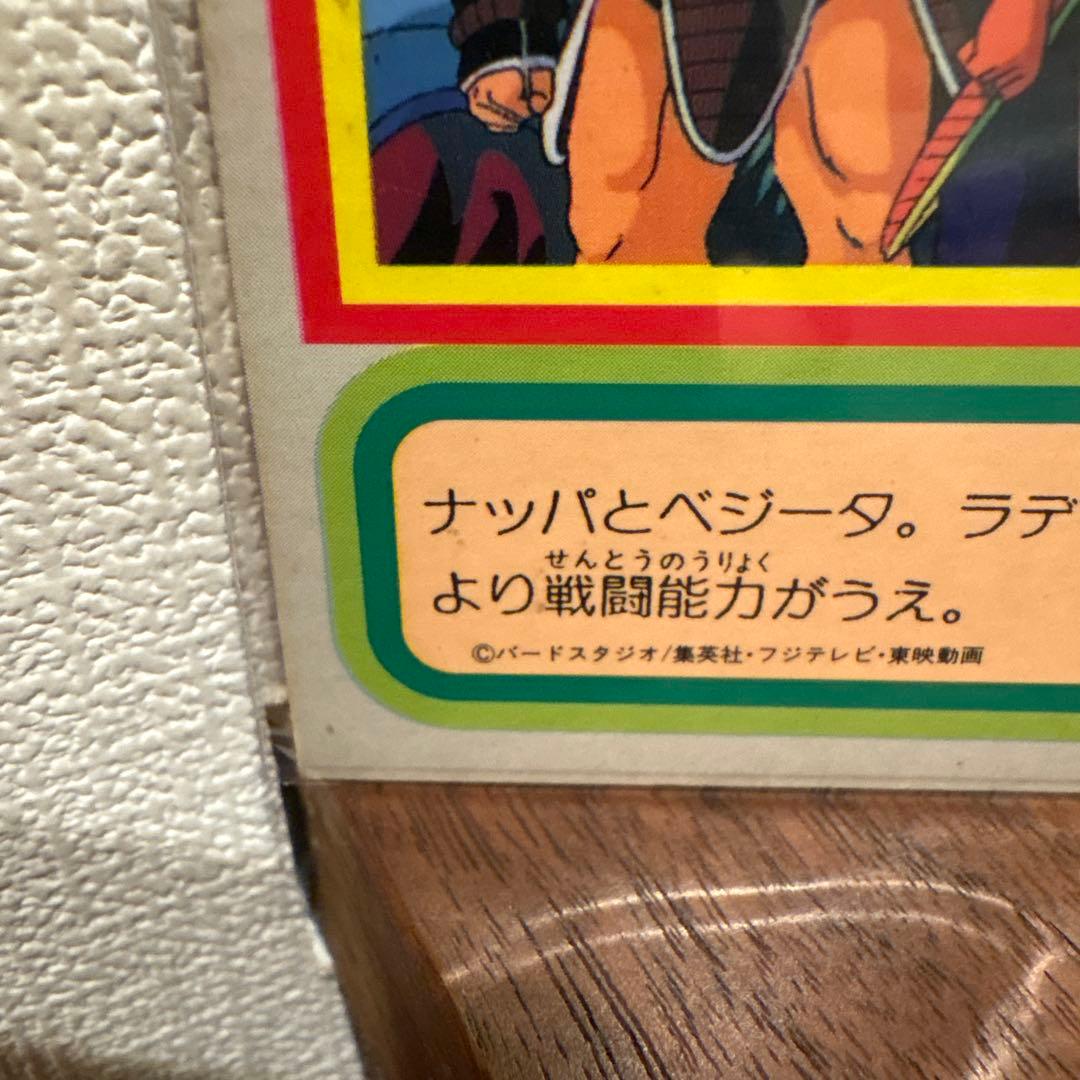 ナッパとベジータ。ラデ
せんとうのうりょく
より戦闘能力がうえ。
©バードスタジオ/集英社・フジテレビ・東映動画